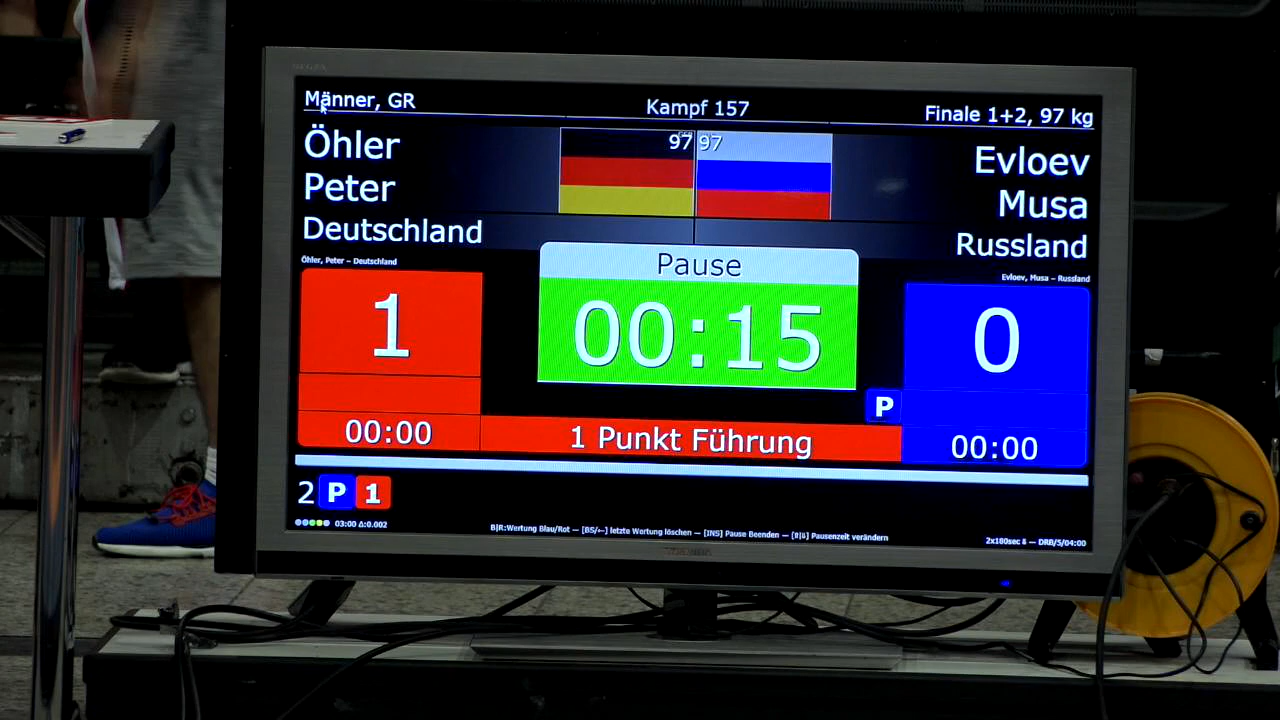 Männer, GR
Kampf 157
Finale 1+2, 97 kg
Öhler
Peter
Deutschland
97
97
Evloev
Musa
Russland
Öhler, Peter – Deutschland
Pause
00:15
Evloev, Musa – Russland
1
0
P
00:00
1 Punkt Führung
00:00
2 P 1
03:00 Δ:0.002
B|R:Wertung Blau/Rot — [BS/←] letzte Wertung löschen — [INS] Pause Beenden — [⇑|⇓] Pausenzeit verändern
2x180sec ⇓ — DRB/5/04:00